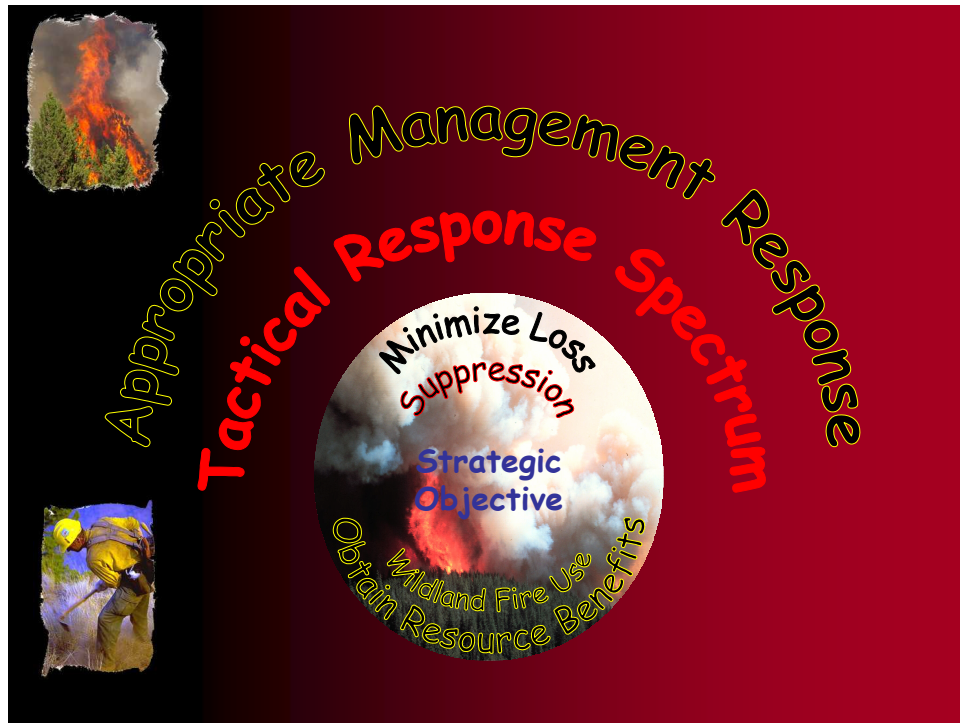 Appropriate Management Response
Tactical Response Spectrum
Minimize Loss
Suppression
Strategic
Objective
Wildland Fire Use
Obtain Resource Benefits